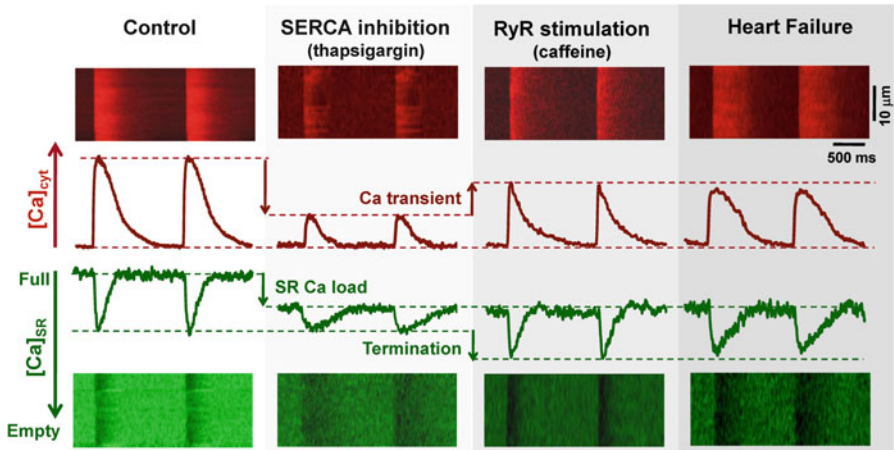 Control
SERCA inhibition
(thapsigargin)
RyR stimulation
(caffeine)
Heart Failure
10 μm
500 ms
[Ca]cyt
Ca transient
Full
SR Ca load
[Ca]SR
Termination
Empty